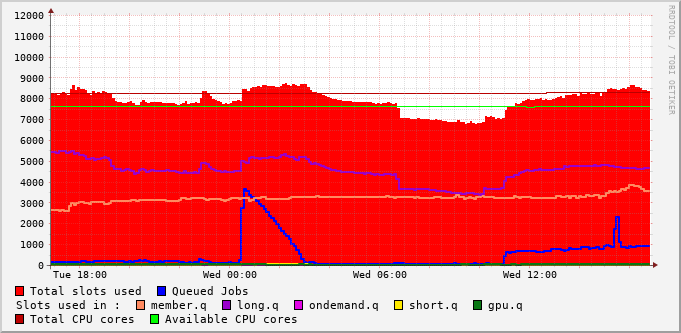 12000
11000
10000
9000
8000
7000
6000
5000
4000
3000
2000
1000
0
Tue 18:00 Wed 00:00 Wed 06:00 Wed 12:00
Total slots used Queued Jobs
Slots used in : member.q long.q ondemand.q short.q gpu.q
Total CPU cores Available CPU cores
RRDTOOL / TOBI OETIKER